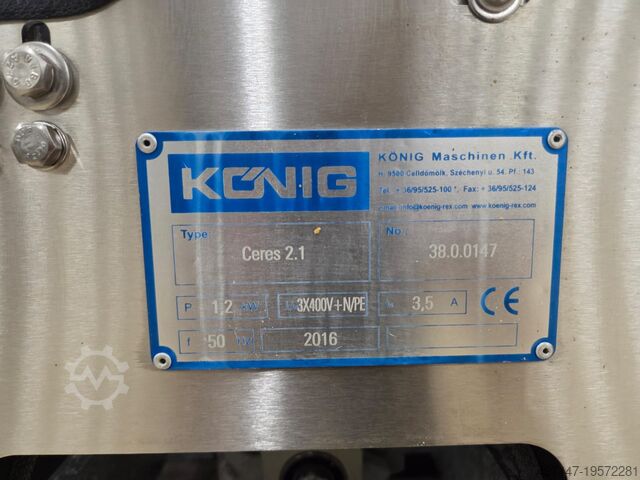 KÖNIG
KÖNIG Maschinen Kft.
H 9500 Celldömölk, Széchenyi u. 54. Pf.: 143
Tel.: + 36/95/525-100 *, Fax: + 36/95/525-124
e-mail: info@koenig-rex.com www.koenig-rex.com
Type Ceres 2.1
No.: 38.0.0147
P 1,2 kW 3X400V+N/PE 3,5 A CE
f 50 Hz 2016
47-19572281